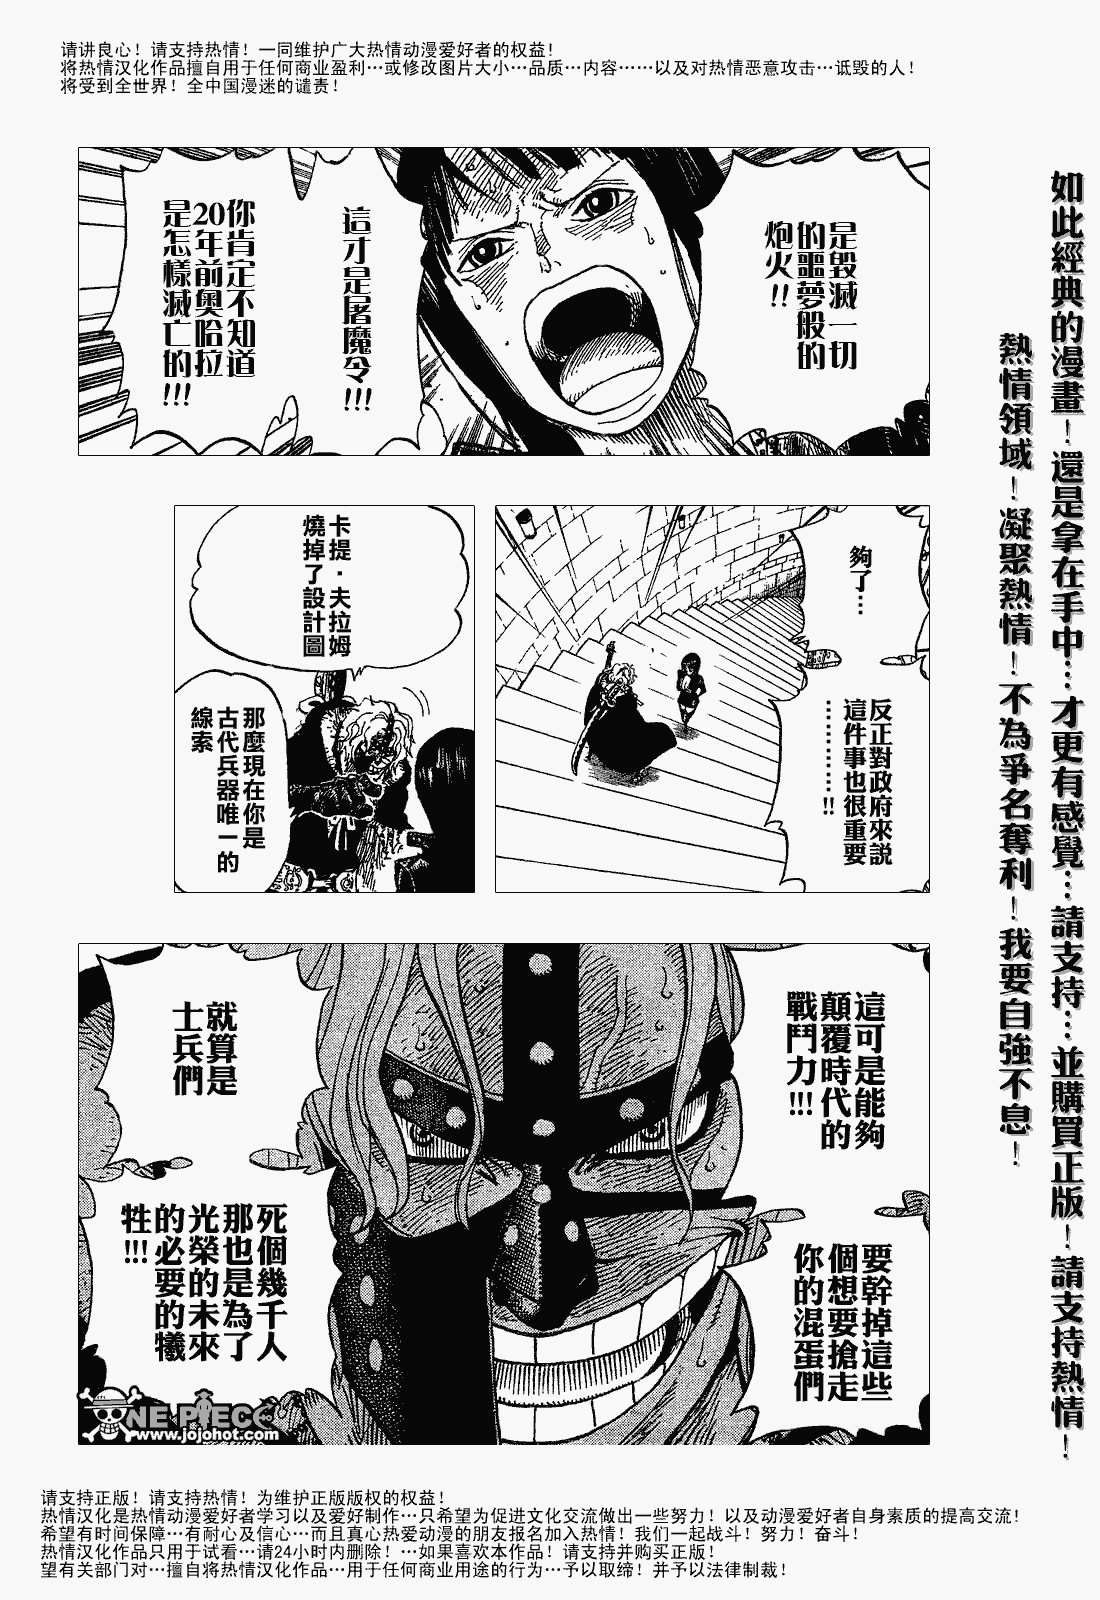 请讲良心！请支持热情！一同维护广大热情动漫爱好者的权益！
将热情汉化作品擅自用于任何商业盈利…或修改图片大小…品质…内容……以及对热情恶意攻击…诋毁的人！
将受到全世界！全中国漫迷的谴责！
如此經典的漫畫！還是拿在手中…才更有感覺…請支持…並購買正版！請支持熱情！
熱情領域！凝聚熱情！不為爭名奪利！我要自強不息！
是毀滅一切
的噩夢般的
炮火!!
這才是屠魔令!!!
你肯定不知道
20年前奧哈拉
是怎樣滅亡的!!!
夠了…
反正對政府來說
這件事也很重要
…………!!
卡提·夫拉姆
燒掉了設計圖
那麼現在你是
古代兵器唯一的
線索
這可是能夠
顛覆時代的
戰鬥力!!!
要幹掉這些
個想要搶走
你的混蛋們
就算是
士兵們
死個幾千人
那也是為了
光榮的未來
的必要的犧
牲!!!
ONE PIECE
www.jojohot.com
请支持正版！请支持热情！为维护正版版权的权益！
热情汉化是热情动漫爱好者学习以及爱好制作…只希望为促进文化交流做出一些努力！以及动漫爱好者自身素质的提高交流！
希望有时间保障…有耐心及信心…而且真心热爱动漫的朋友报名加入热情！我们一起战斗！努力！奋斗！
热情汉化作品只用于试看…请24小时内删除！…如果喜欢本作品！请支持并购买正版！
望有关部门对…擅自将热情汉化作品…用于任何商业用途的行为…予以取缔！并予以法律制裁！